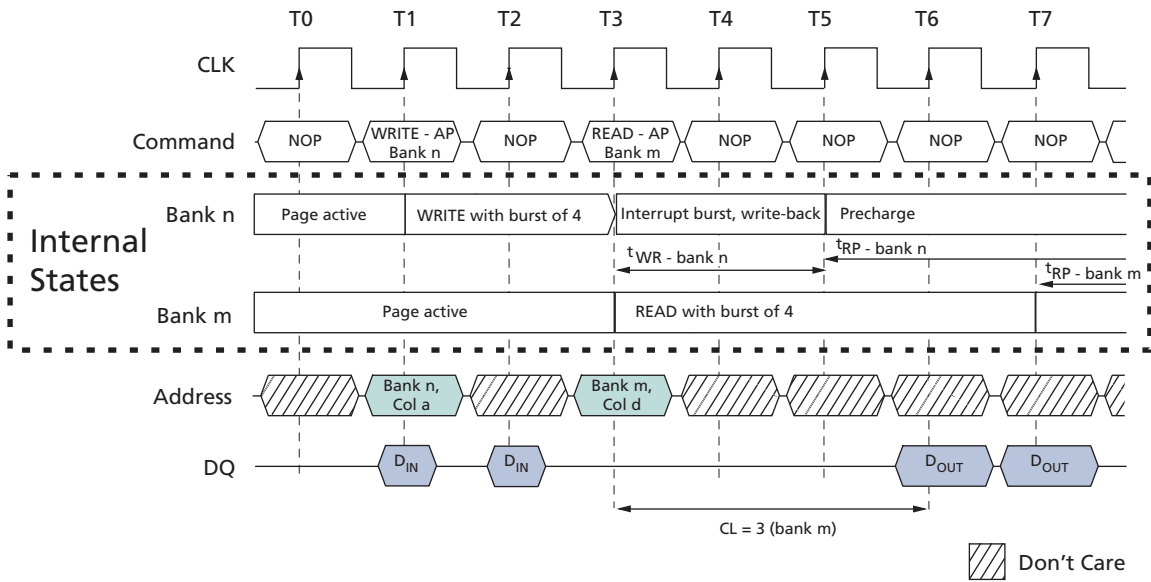 T0 T1 T2 T3 T4 T5 T6 T7
CLK
Command NOP WRITE - AP Bank n NOP READ - AP Bank m NOP NOP NOP NOP
Internal States
Bank n Page active WRITE with burst of 4 Interrupt burst, write-back Precharge
tWR - bank n tRP - bank n
tRP - bank m
Bank m Page active READ with burst of 4
Address Bank n, Col a Bank m, Col d
DQ DIN DIN DOUT DOUT
CL = 3 (bank m)
Don't Care